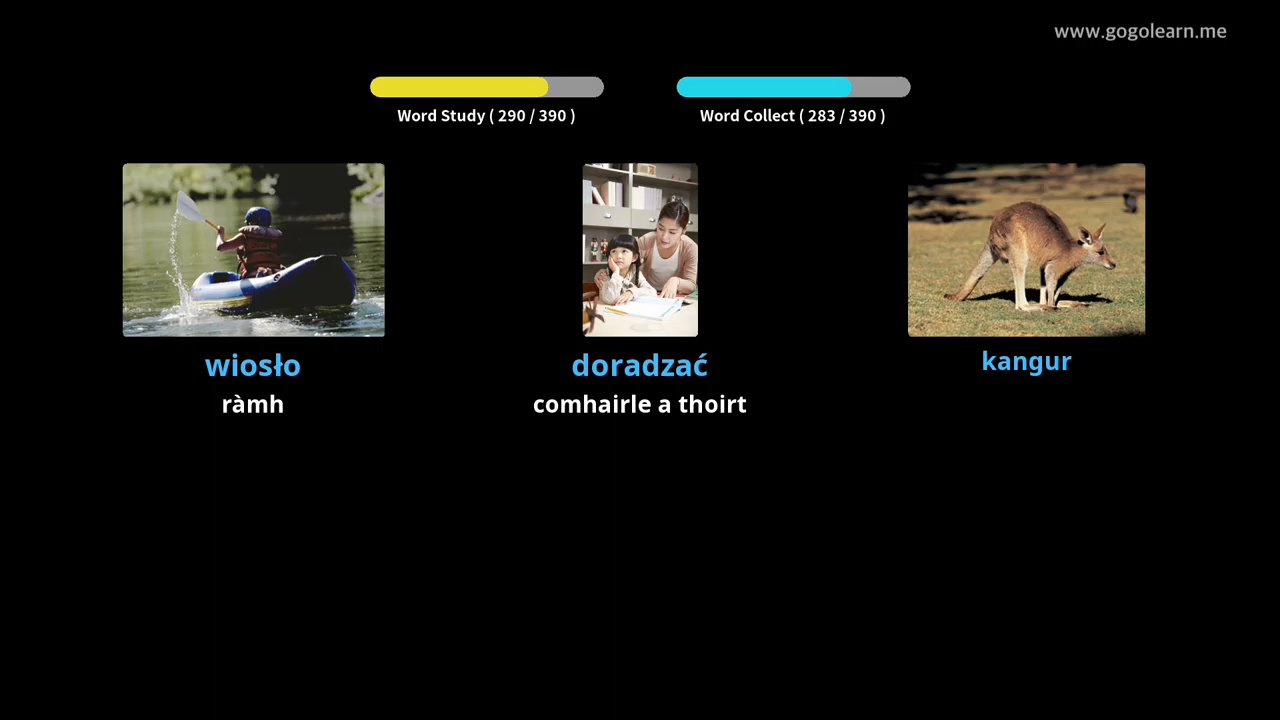 www.gogolearn.me
Word Study ( 290 / 390 )
Word Collect ( 283 / 390 )
wiosło
doradzać
kangur
ràmh
comhairle a thoirt